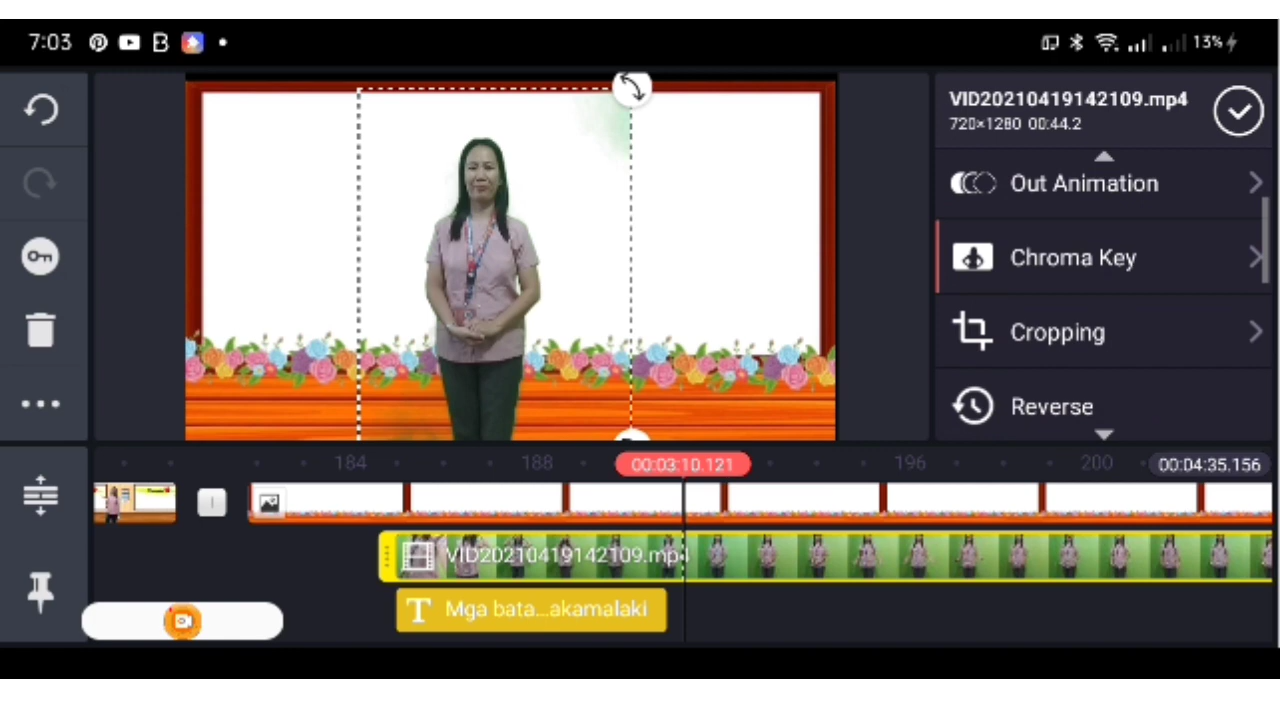 7:03
13%
VID20210419142109.mp4
720×1280 00:44.2
Out Animation
Chroma Key
Cropping
Reverse
184
188
00:03:10.121
196
200
00:04:35.156
VID20210419142109.mp4
T Mga bata...akamalaki